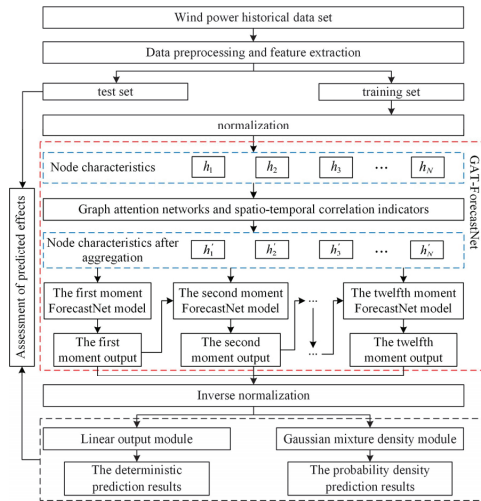 Wind power historical data set
Data preprocessing and feature extraction
test set
training set
normalization
Node characteristics
h1
h2
h3
...
hN
Graph attention networks and spatio-temporal correlation indicators
Node characteristics after
aggregation
h'1
h'2
h'3
...
h'N
GAT-ForecastNet
The first moment
ForecastNet model
The second moment
ForecastNet model
...
The twelfth moment
ForecastNet model
The first
moment output
The second
moment output
...
The twelfth
moment output
Assessment of predicted effects
Inverse normalization
Linear output module
Gaussian mixture density module
The deterministic
prediction results
The probability density
prediction results